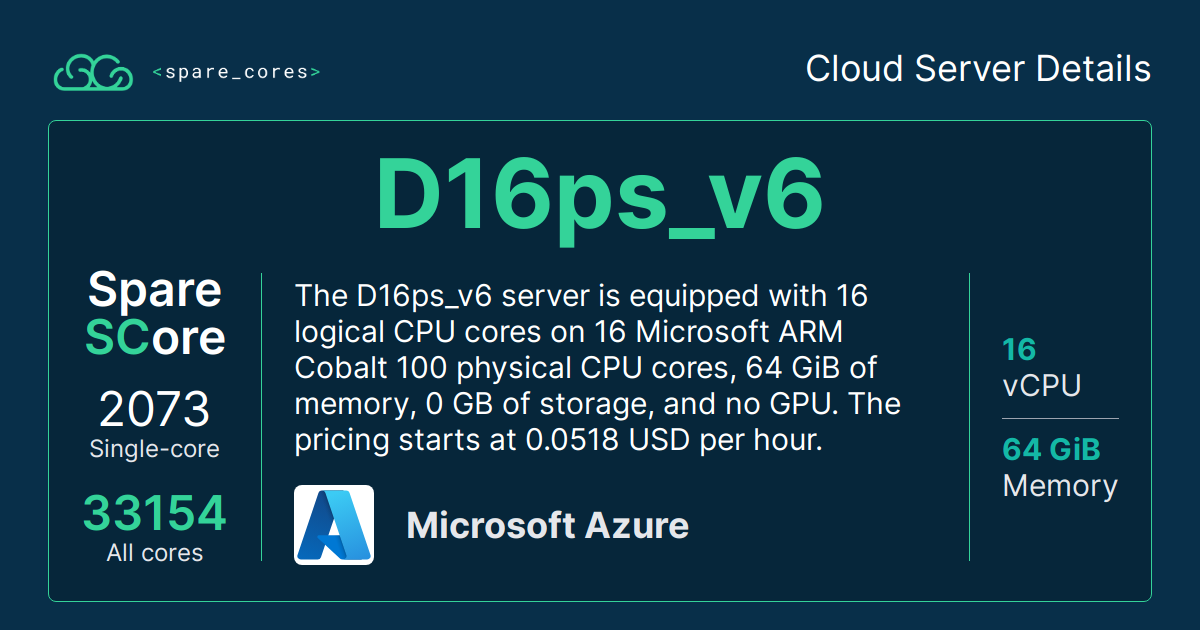 <spare_cores>
Cloud Server Details
D16ps_v6
Spare
SCore
2073
Single-core
33154
All cores
The D16ps_v6 server is equipped with 16
logical CPU cores on 16 Microsoft ARM
Cobalt 100 physical CPU cores, 64 GiB of
memory, 0 GB of storage, and no GPU. The
pricing starts at 0.0518 USD per hour.
Microsoft Azure
16
vCPU
64 GiB
Memory